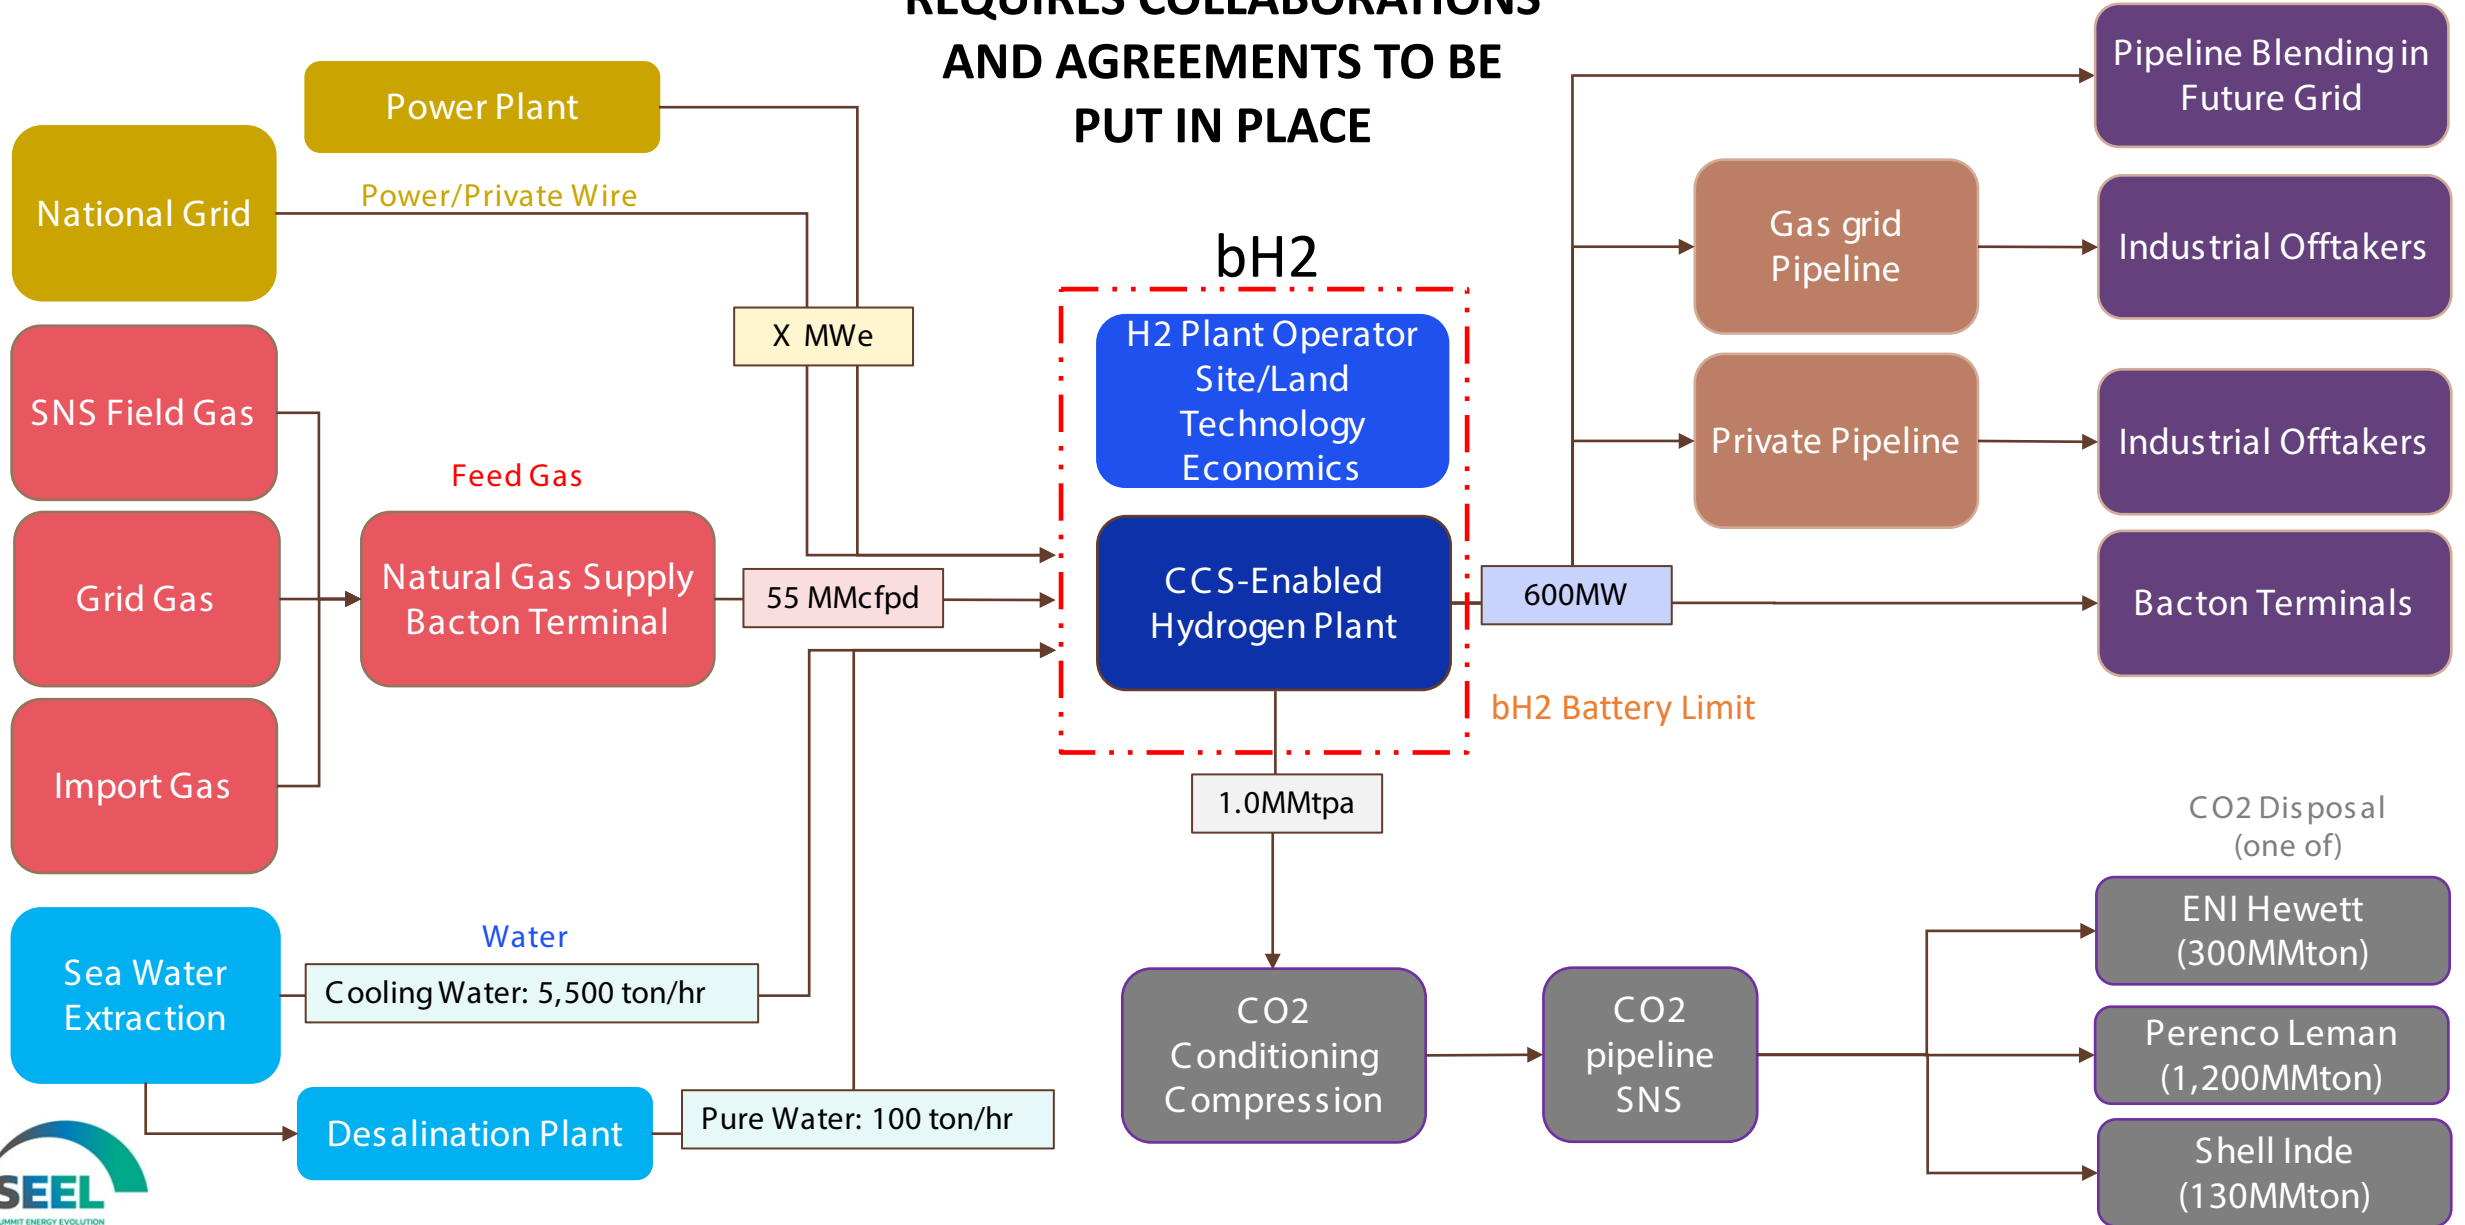 REQUIRES COLLABORATIONS
AND AGREEMENTS TO BE
PUT IN PLACE
Power Plant
National Grid
Power/Private Wire
X MWe
SNS Field Gas
Grid Gas
Import Gas
Feed Gas
Natural Gas Supply
Bacton Terminal
55 MMcfpd
Sea Water
Extraction
Water
Cooling Water: 5,500 ton/hr
Desalination Plant
Pure Water: 100 ton/hr
bH2
H2 Plant Operator
Site/Land
Technology
Economics
CCS-Enabled
Hydrogen Plant
bH2 Battery Limit
600MW
1.0MMtpa
Pipeline Blending in
Future Grid
Gas grid
Pipeline
Industrial Offtakers
Private Pipeline
Industrial Offtakers
Bacton Terminals
CO2
Conditioning
Compression
CO2
pipeline
SNS
CO2 Disposal
(one of)
ENI Hewett
(300MMton)
Perenco Leman
(1,200MMton)
Shell Inde
(130MMton)
SEEL
SUMMIT ENERGY EVOLUTION